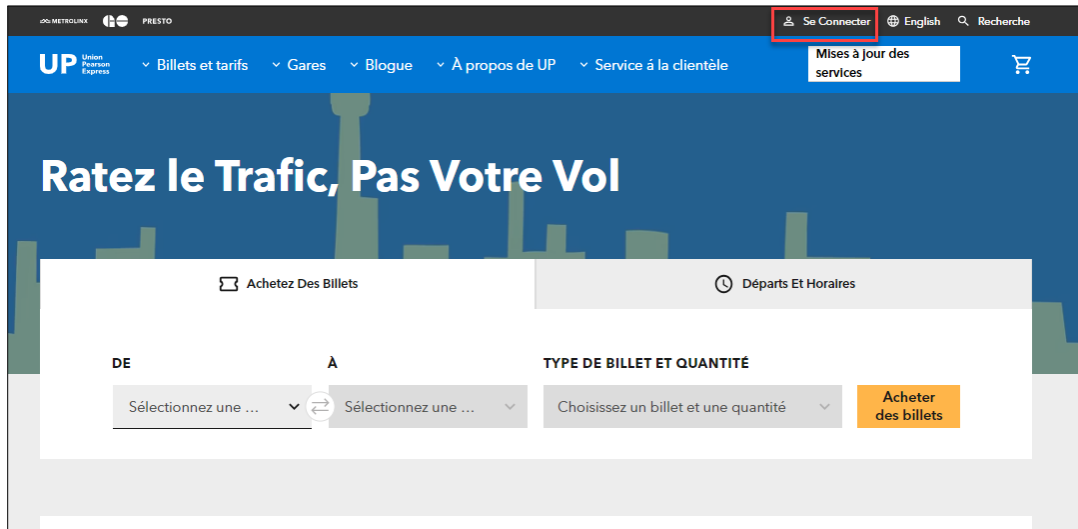 METROLINX GO PRESTO Se Connecter English Recherche
UP Union Pearson Express Billets et tarifs Gares Blogue À propos de UP Service á la clientèle Mises à jour des services
Ratez le Trafic, Pas Votre Vol
Achetez Des Billets Départs Et Horaires
DE À TYPE DE BILLET ET QUANTITÉ
Sélectionnez une ... Sélectionnez une ... Choisissez un billet et une quantité Acheter des billets